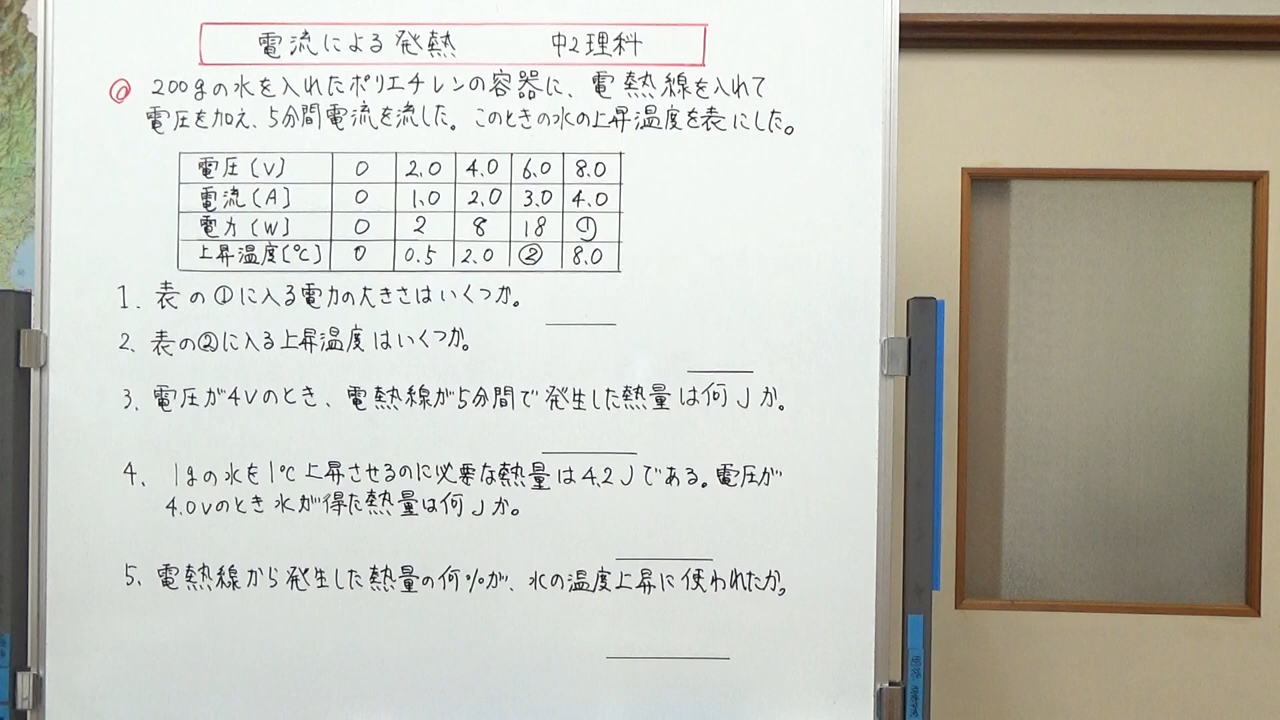 電流による発熱 中2理科
◎ 200gの水を入れたポリエチレンの容器に、電熱線を入れて
電圧を加え、5分間電流を流した。このときの水の上昇温度を表にした。
電圧〔V〕 0 2.0 4.0 6.0 8.0
電流〔A〕 0 1.0 2.0 3.0 4.0
電力〔W〕 0 2 8 18 ①
上昇温度〔℃〕 0 0.5 2.0 ② 8.0
1. 表の①に入る電力の大きさはいくつか。
2. 表の②に入る上昇温度はいくつか。
3. 電圧が4Vのとき、電熱線が5分間で発生した熱量は何Jか。
4. 1gの水を1℃上昇させるのに必要な熱量は4.2Jである。電圧が
4.0Vのとき水が得た熱量は何Jか。
5. 電熱線から発生した熱量の何%が、水の温度上昇に使われたか。